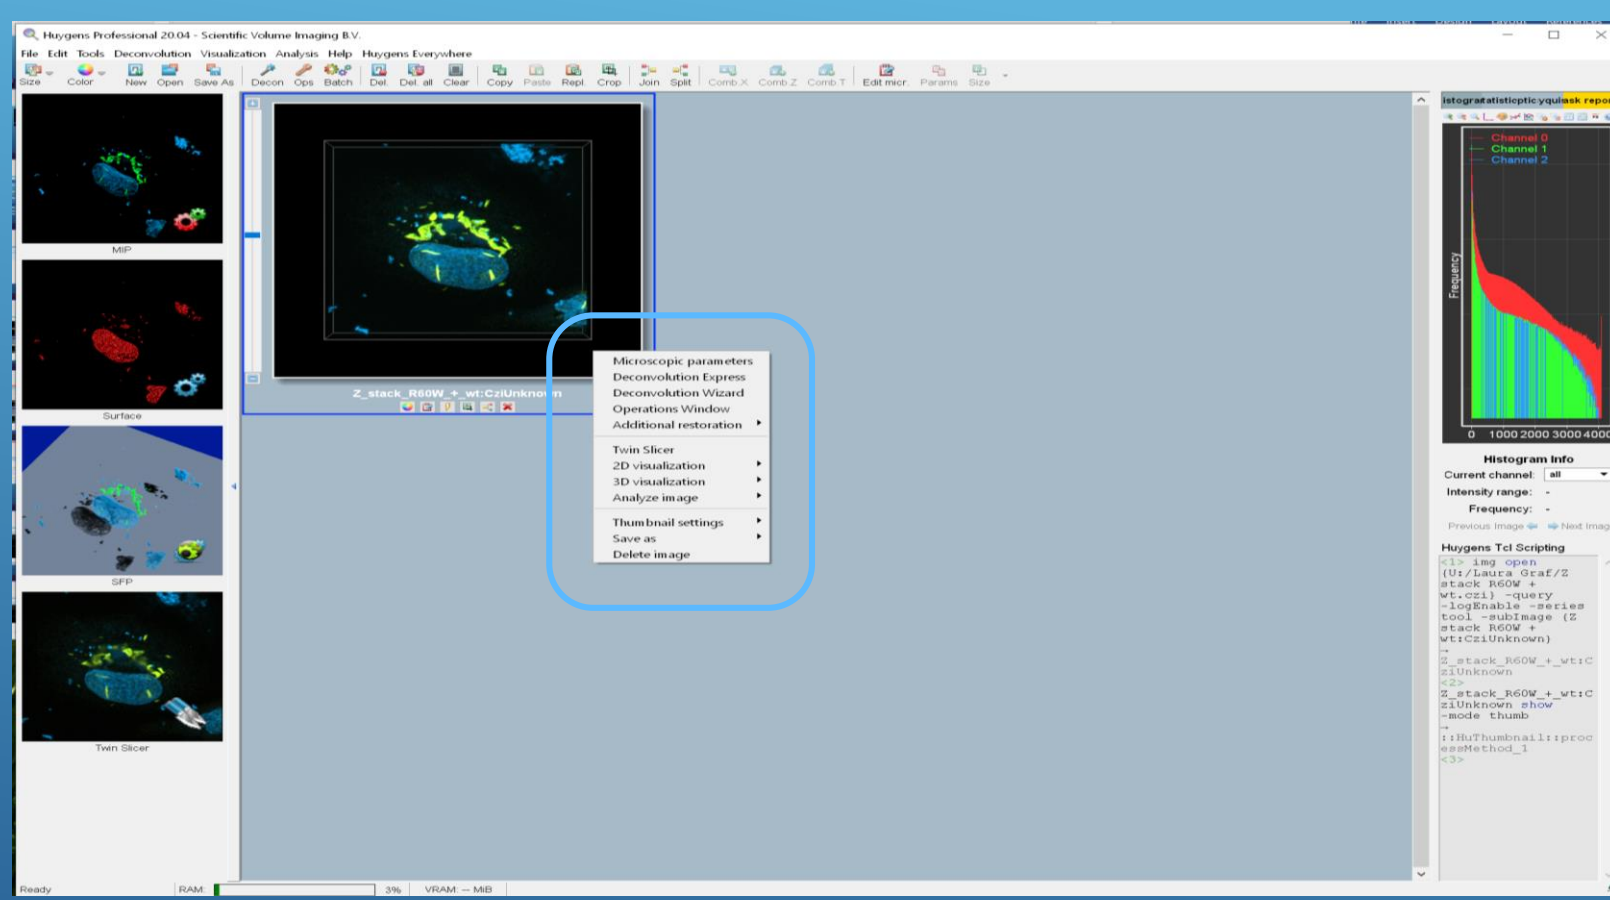 Huygens Professional 20.04 - Scientific Volume Imaging B.V.
File Edit Tools Deconvolution Visualization Analysis Help Huygens Everywhere
Size Color New Open Save As Decon Ops Batch Del. Del. all Clear Copy Paste Repl. Crop Join Split Comb.X Comb.Z Comb.T Edit micr. Params Size
MIP
Surface
SFP
Twin Slicer
Z_stack_R60W_+_wt:CziUnknown
Microscopic parameters
Deconvolution Express
Deconvolution Wizard
Operations Window
Additional restoration
Twin Slicer
2D visualization
3D visualization
Analyze image
Thumbnail settings
Save as
Delete image
Channel 0
Channel 1
Channel 2
Frequency
0 1000 2000 3000 4000
Histogram Info
Current channel: all
Intensity range: -
Frequency: -
Previous Image Next Imag
Huygens Tcl Scripting
<1> img open
{U:/Laura Graf/Z
stack R60W +
wt.czi} -query
-logEnable -series
tool -subImage {Z
stack R60W +
wt:CziUnknown}
→
Z_stack_R60W_+_wt:C
ziUnknown
<2>
Z_stack_R60W_+_wt:C
ziUnknown show
-mode thumb
→
::HuThumbnail::proc
essMethod_1
<3>
Ready RAM: 3% VRAM: -- MiB